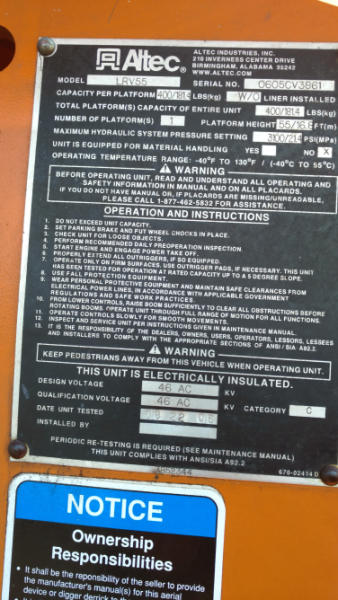 Altec
ALTEC INDUSTRIES, INC.
210 INVERNESS CENTER DRIVE
BIRMINGHAM, ALABAMA 35242
WWW.ALTEC.COM
MODEL LRV55 SERIAL NO. 0605CV3861
CAPACITY PER PLATFORM 400/181.4 LBS(kg) W/O LINER INSTALLED
TOTAL PLATFORM(S) CAPACITY OF ENTIRE UNIT 400/181.4 LBS(kg)
NUMBER OF PLATFORM(S) 1 PLATFORM HEIGHT 55/16.8 FT(m)
MAXIMUM HYDRAULIC SYSTEM PRESSURE SETTING 3100/214 PSI(MPa)
UNIT IS EQUIPPED FOR MATERIAL HANDLING YES NO X
OPERATING TEMPERATURE RANGE: -40°F TO 130°F / (-40°C TO 55°C)
WARNING
BEFORE OPERATING UNIT, READ AND UNDERSTAND ALL OPERATING AND
SAFETY INFORMATION IN MANUAL AND ON ALL PLACARDS.
IF YOU DO NOT HAVE MANUAL OR, IF PLACARDS ARE MISSING/UNREADABLE,
PLEASE CALL 1-877-462-5832 FOR ASSISTANCE.
OPERATION AND INSTRUCTIONS
1. DO NOT EXCEED CAPACITY.
2. SET PARKING BRAKE AND PUT WHEEL CHOCKS IN PLACE.
3. CHECK UNIT FOR LOOSE OBJECTS.
4. PERFORM RECOMMENDED DAILY PREOPERATION INSPECTION.
5. START ENGINE AND ENGAGE POWER TAKE OFF.
6. PROPERLY EXTEND ALL OUTRIGGERS, IF SO EQUIPPED.
7. OPERATE ONLY ON FIRM SURFACES, USE OUTRIGGER PADS, IF NECESSARY. THIS UNIT
HAS BEEN TESTED FOR OPERATION AT RATED CAPACITY UP TO A 5 DEGREE SLOPE.
8. USE FALL PROTECTION EQUIPMENT.
9. WEAR PERSONAL PROTECTIVE EQUIPMENT AND MAINTAIN SAFE CLEARANCES FROM
ELECTRICAL POWER LINES, IN ACCORDANCE WITH APPLICABLE GOVERNMENT
REGULATIONS AND SAFE WORK PRACTICES.
10. FROM LOWER CONTROLS, RAISE BOOM SUFFICIENTLY TO CLEAR ALL OBSTRUCTIONS BEFORE
ROTATING BOOMS. OPERATE UNIT THROUGH FULL RANGE OF MOTION FOR ALL FUNCTIONS.
11. OPERATE CONTROLS SLOWLY FOR SMOOTH MOVEMENTS.
12. INSPECT AND SERVICE UNIT PER INSTRUCTIONS GIVEN IN MAINTENANCE MANUAL.
13. IT IS THE RESPONSIBILITY OF THE DEALERS, OWNERS, USERS, OPERATORS, LESSORS, LESSEES
AND INSTALLERS TO COMPLY WITH THE APPROPRIATE SECTIONS OF ANSI / SIA A92.2.
WARNING
KEEP PEDESTRIANS AWAY FROM THIS VEHICLE WHEN OPERATING UNIT.
THIS UNIT IS ELECTRICALLY INSULATED.
DESIGN VOLTAGE 46 AC KV
QUALIFICATION VOLTAGE 46 AC KV CATEGORY C
DATE UNIT TESTED
INSTALLED BY
PERIODIC RE-TESTING IS REQUIRED (SEE MAINTENANCE MANUAL)
THIS UNIT COMPLIES WITH ANSI/SIA A92.2
670-02414 D
NOTICE
Ownership
Responsibilities
• It shall be the reponsibility of the seller to provide
the manufacturer's manual(s) for this aerial
device or digger derrick to the